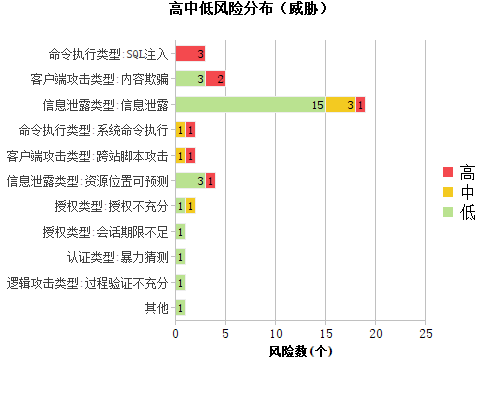 高中低风险分布（威胁）
命令执行类型:SQL注入 3
客户端攻击类型:内容欺骗 3 2
信息泄露类型:信息泄露 15 3 1
命令执行类型:系统命令执行 1 1
客户端攻击类型:跨站脚本攻击 1 1
信息泄露类型:资源位置可预测 3 1
授权类型:授权不充分 1 1
授权类型:会话期限不足 1
认证类型:暴力猜测 1
逻辑攻击类型:过程验证不充分 1
其他 1
0 5 10 15 20 25
风险数(个)
高
中
低